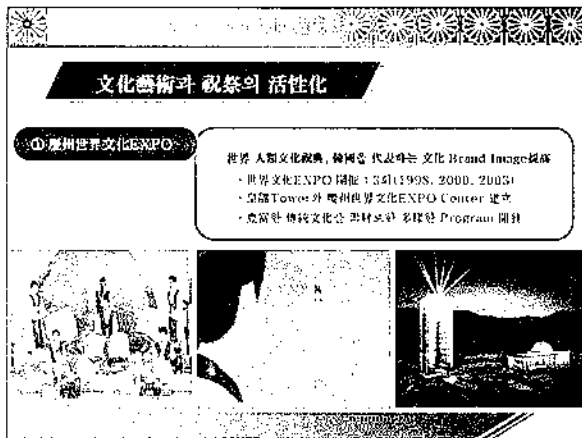 文化藝術과 祝祭의 活性化
① 慶州世界文化EXPO
世界 人類文化祝典, 韓國을 代表하는 文化 Brand Image提高
· 世界文化EXPO 開催 : 3회(1998, 2000, 2003)
· 皇龍Tower와 慶州世界文化EXPO Center 建立
· 豊富한 傳統文化를 素材로한 多樣한 Program 開發